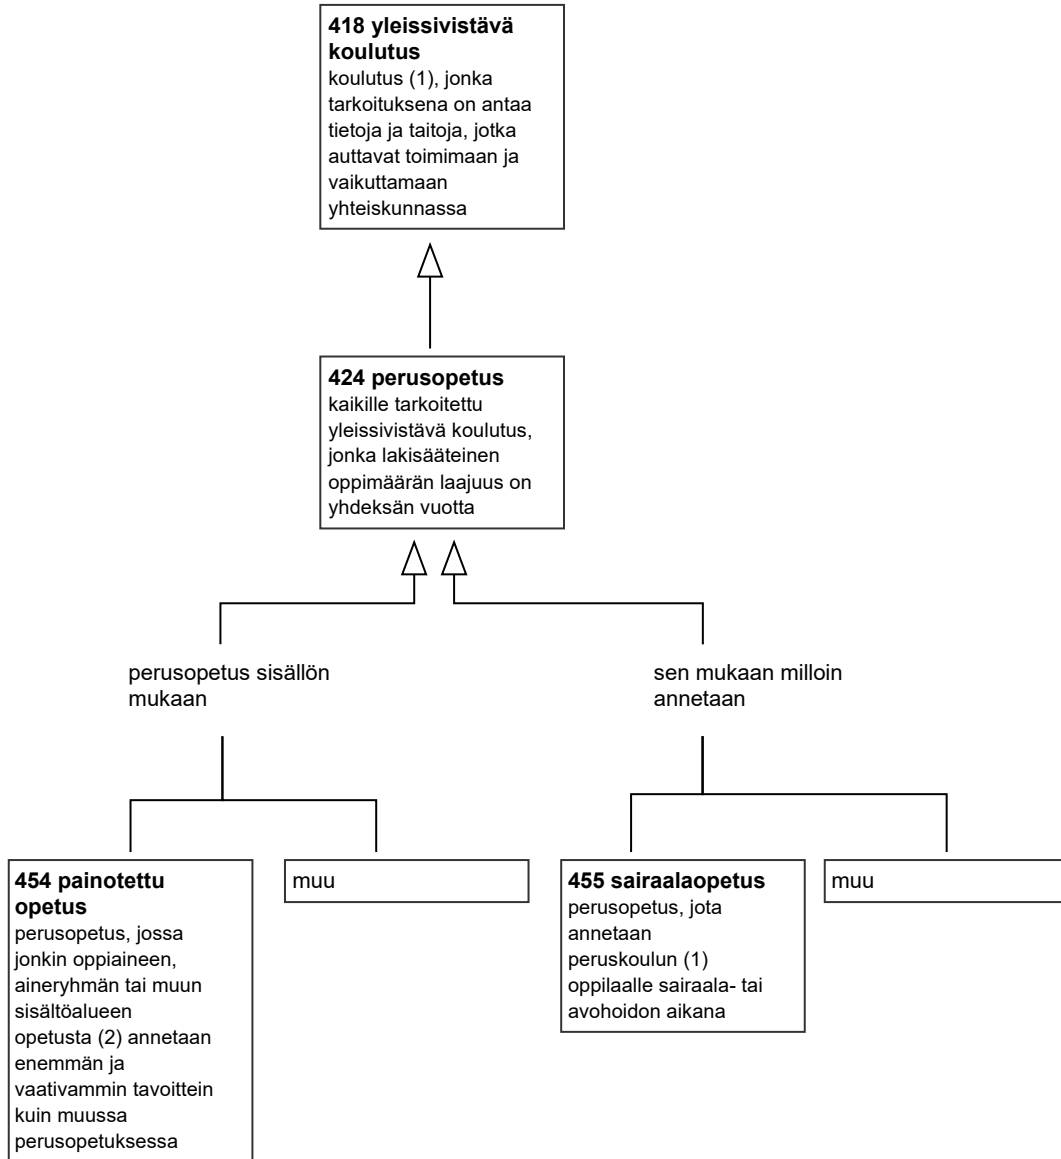 418 yleissivistävä
koulutus
koulutus (1), jonka
tarkoituksena on antaa
tietoja ja taitoja, jotka
auttavat toimimaan ja
vaikuttamaan
yhteiskunnassa
424 perusopetus
kaikille tarkoitettu
yleissivistävä koulutus,
jonka lakisääteinen
oppimäärän laajuus on
yhdeksän vuotta
perusopetus sisällön
mukaan
sen mukaan milloin
annetaan
454 painotettu
opetus
perusopetus, jossa
jonkin oppiaineen,
aineryhmän tai muun
sisältöalueen
opetusta (2) annetaan
enemmän ja
vaativammin tavoittein
kuin muussa
perusopetuksessa
muu
455 sairaalaopetus
perusopetus, jota
annetaan
peruskoulun (1)
oppilaalle sairaala- tai
avohoidon aikana
muu